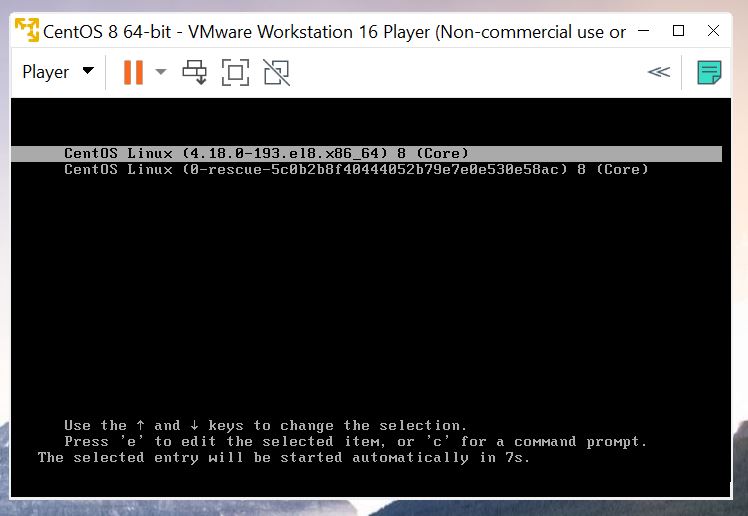 CentOS 8 64-bit - VMware Workstation 16 Player (Non-commercial use or
Player
CentOS Linux (4.18.0-193.el8.x86_64) 8 (Core)
CentOS Linux (0-rescue-5c0b2b8f40444052b79e7e0e530e58ac) 8 (Core)
Use the ↑ and ↓ keys to change the selection.
Press 'e' to edit the selected item, or 'c' for a command prompt.
The selected entry will be started automatically in 7s.